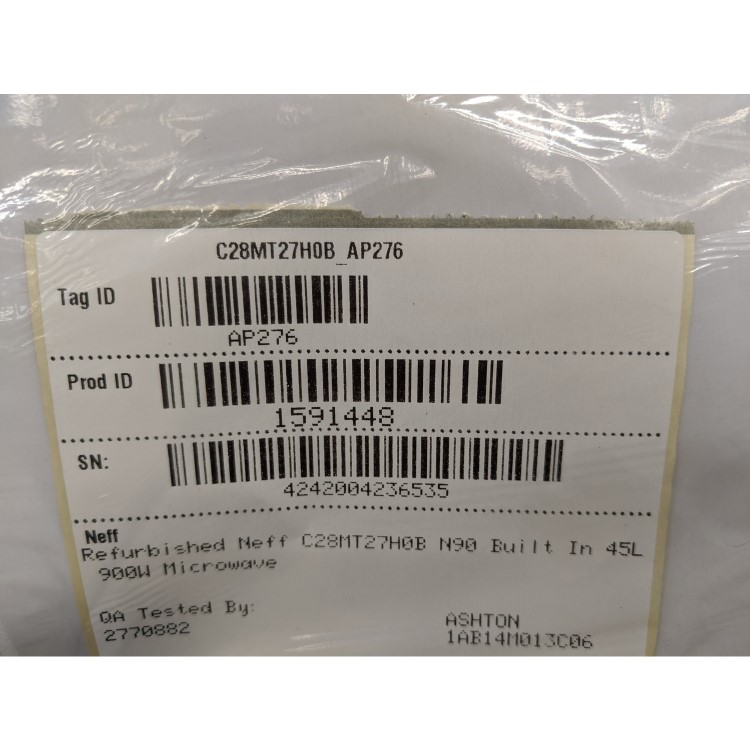 C28MT27H0B_AP276
Tag ID
AP276
Prod ID
1591448
SN:
4242004236535
Neff
Refurbished Neff C28MT27H0B N90 Built In 45L
900W Microwave
QA Tested By:
2770882
ASHTON
1AB14M013C06